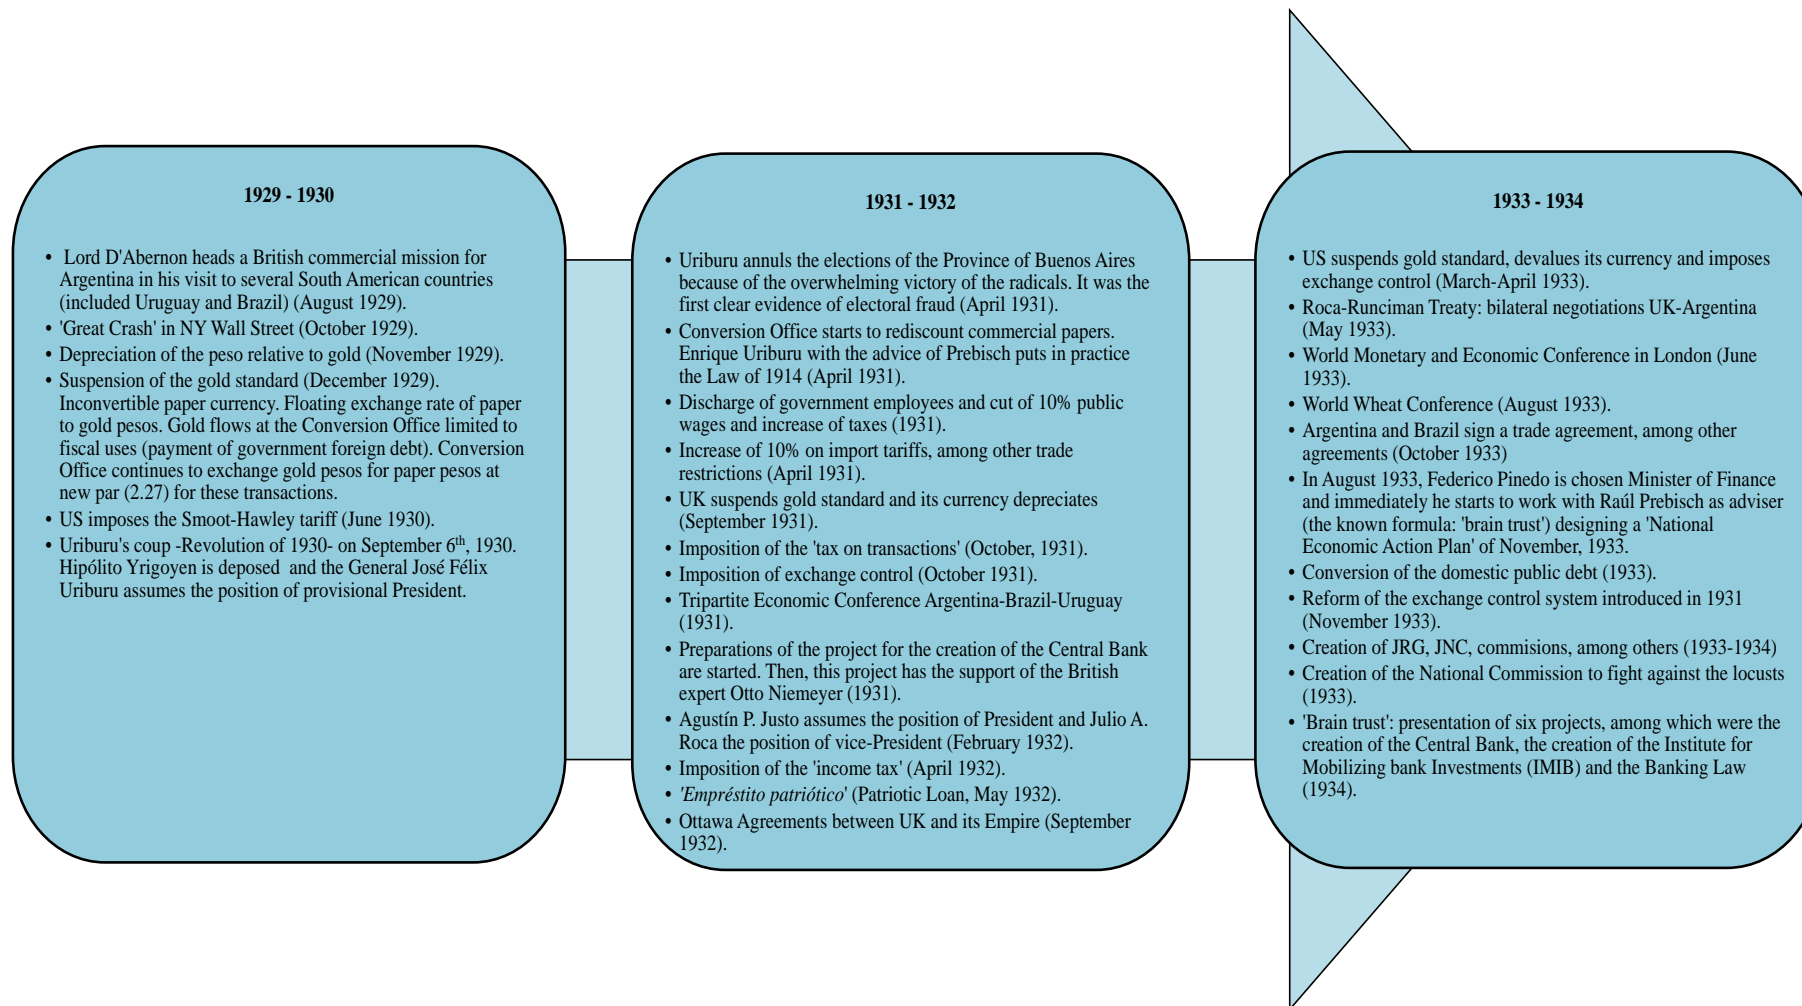 1929 - 1930
• Lord D'Abernon heads a British commercial mission for
Argentina in his visit to several South American countries
(included Uruguay and Brazil) (August 1929).
• 'Great Crash' in NY Wall Street (October 1929).
• Depreciation of the peso relative to gold (November 1929).
• Suspension of the gold standard (December 1929).
Inconvertible paper currency. Floating exchange rate of paper
to gold pesos. Gold flows at the Conversion Office limited to
fiscal uses (payment of government foreign debt). Conversion
Office continues to exchange gold pesos for paper pesos at
new par (2.27) for these transactions.
• US imposes the Smoot-Hawley tariff (June 1930).
• Uriburu's coup -Revolution of 1930- on September 6th, 1930.
Hipólito Yrigoyen is deposed and the General José Félix
Uriburu assumes the position of provisional President.
1931 - 1932
• Uriburu annuls the elections of the Province of Buenos Aires
because of the overwhelming victory of the radicals. It was the
first clear evidence of electoral fraud (April 1931).
• Conversion Office starts to rediscount commercial papers.
Enrique Uriburu with the advice of Prebisch puts in practice
the Law of 1914 (April 1931).
• Discharge of government employees and cut of 10% public
wages and increase of taxes (1931).
• Increase of 10% on import tariffs, among other trade
restrictions (April 1931).
• UK suspends gold standard and its currency depreciates
(September 1931).
• Imposition of the 'tax on transactions' (October, 1931).
• Imposition of exchange control (October 1931).
• Tripartite Economic Conference Argentina-Brazil-Uruguay
(1931).
• Preparations of the project for the creation of the Central Bank
are started. Then, this project has the support of the British
expert Otto Niemeyer (1931).
• Agustín P. Justo assumes the position of President and Julio A.
Roca the position of vice-President (February 1932).
• Imposition of the 'income tax' (April 1932).
• 'Empréstito patriótico' (Patriotic Loan, May 1932).
• Ottawa Agreements between UK and its Empire (September
1932).
1933 - 1934
• US suspends gold standard, devalues its currency and imposes
exchange control (March-April 1933).
• Roca-Runciman Treaty: bilateral negotiations UK-Argentina
(May 1933).
• World Monetary and Economic Conference in London (June
1933).
• World Wheat Conference (August 1933).
• Argentina and Brazil sign a trade agreement, among other
agreements (October 1933)
• In August 1933, Federico Pinedo is chosen Minister of Finance
and immediately he starts to work with Raúl Prebisch as adviser
(the known formula: 'brain trust') designing a 'National
Economic Action Plan' of November, 1933.
• Conversion of the domestic public debt (1933).
• Reform of the exchange control system introduced in 1931
(November 1933).
• Creation of JRG, JNC, commisions, among others (1933-1934)
• Creation of the National Commission to fight against the locusts
(1933).
• 'Brain trust': presentation of six projects, among which were the
creation of the Central Bank, the creation of the Institute for
Mobilizing bank Investments (IMIB) and the Banking Law
(1934).